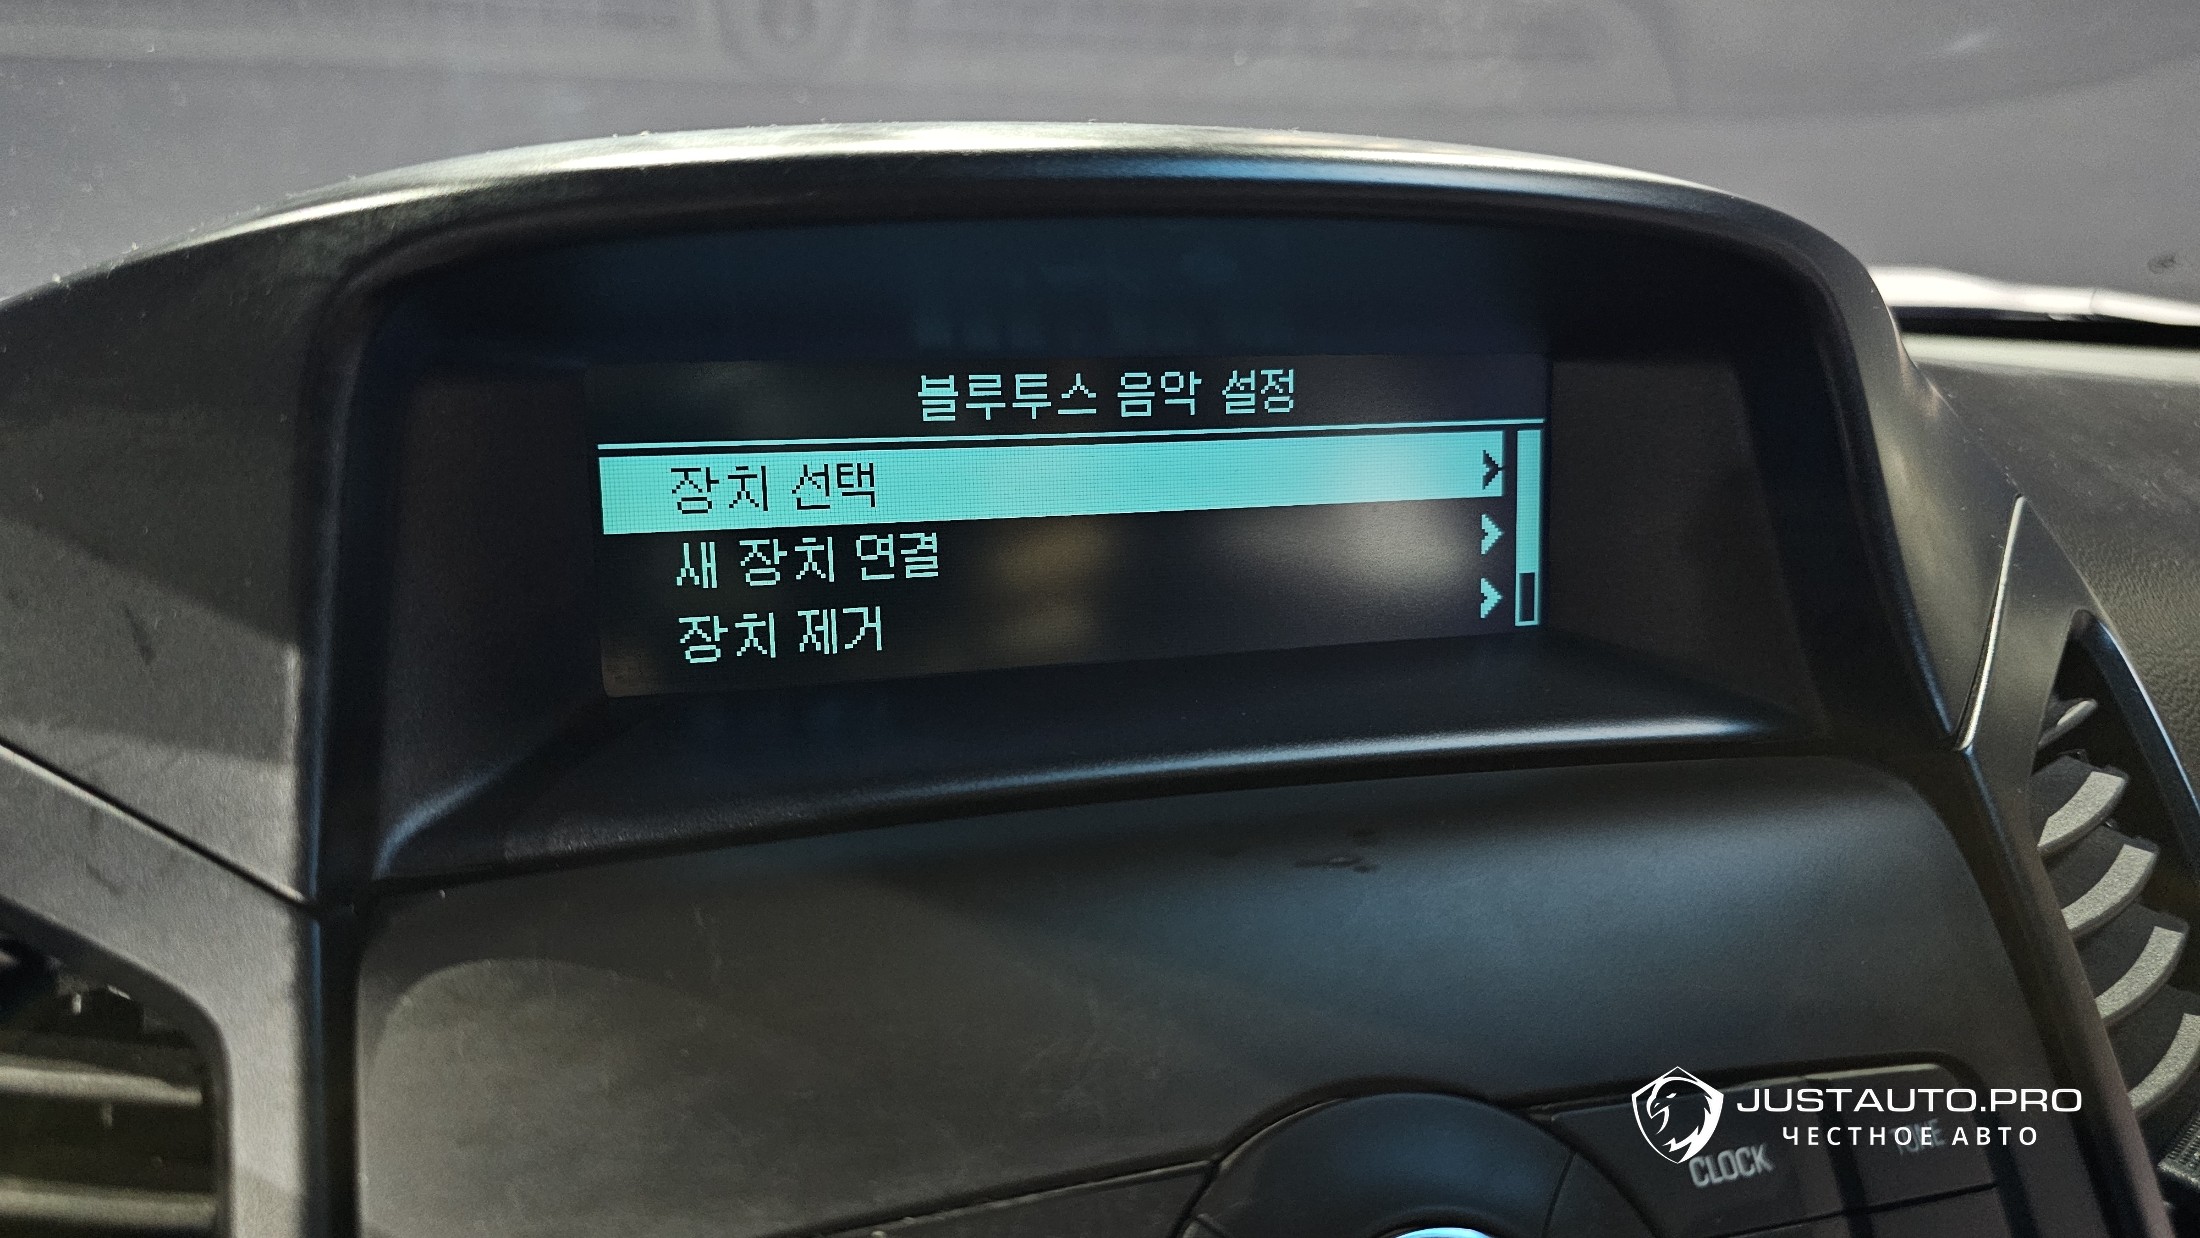 블루투스 음악 설정
장치 선택
새 장치 연결
장치 제거
JUSTAUTO.PRO
ЧЕСТНОЕ АВТО
CLOCK
TONE